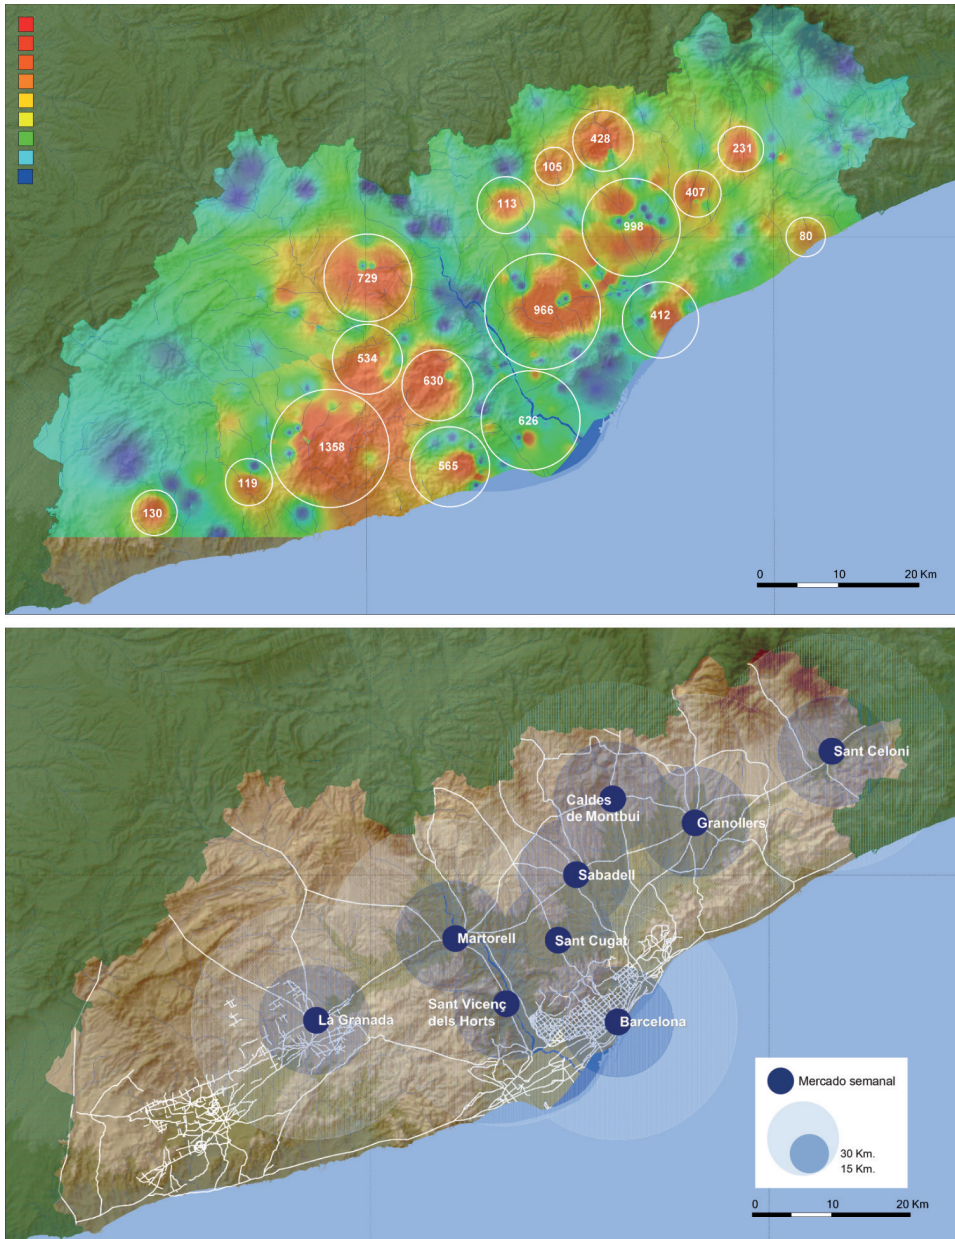 428
231
105
407
113
998
80
729
966
412
534
630
626
1358
565
119
130
0 10 20 Km
Sant Celoni
Caldes
de Montbui
Granollers
Sabadell
Martorell
Sant Cugat
Sant Vicenç
dels Horts
La Granada
Barcelona
Mercado semanal
30 Km.
15 Km.
0 10 20 Km